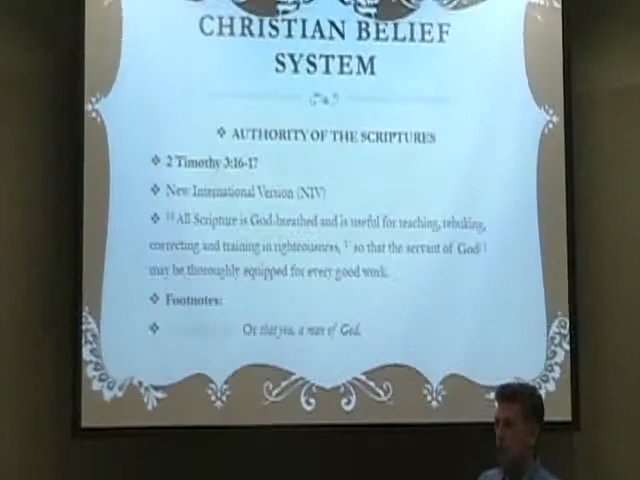 CHRISTIAN BELIEF
SYSTEM
❖ AUTHORITY OF THE SCRIPTURES
❖ 2 Timothy 3:16-17
❖ New International Version (NIV)
❖ 16 All Scripture is God-breathed and is useful for teaching, rebuking,
correcting and training in righteousness, 17 so that the servant of God
may be thoroughly equipped for every good work.
❖ Footnotes:
❖ Or that you, a man of God.